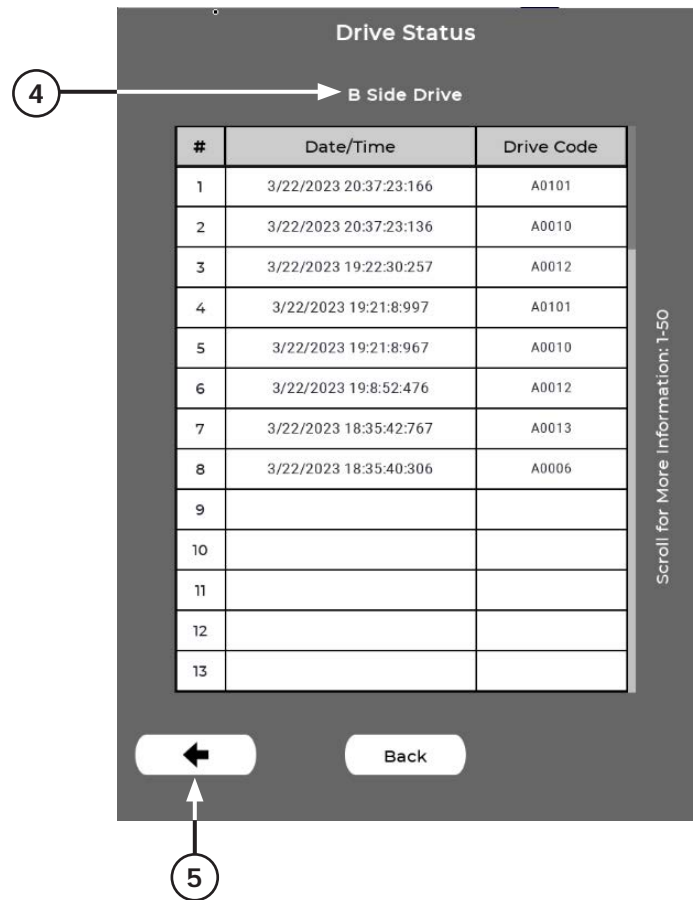 Drive Status
4
B Side Drive
# Date/Time Drive Code
1 3/22/2023 20:37:23:166 A0101
2 3/22/2023 20:37:23:136 A0010
3 3/22/2023 19:22:30:257 A0012
4 3/22/2023 19:21:8:997 A0101
5 3/22/2023 19:21:8:967 A0010
6 3/22/2023 19:8:52:476 A0012
7 3/22/2023 18:35:42:767 A0013
8 3/22/2023 18:35:40:306 A0006
9
10
11
12
13
Scroll for More Information: 1-50
Back
5